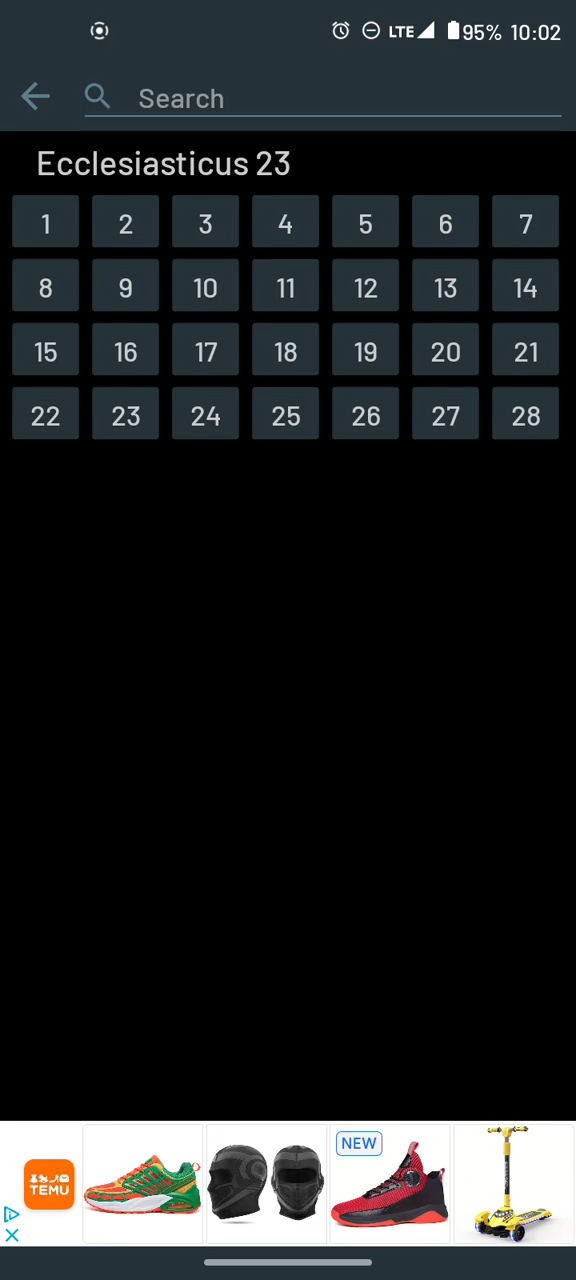 LTE 95% 10:02
Search
Ecclesiasticus 23
1 2 3 4 5 6 7
8 9 10 11 12 13 14
15 16 17 18 19 20 21
22 23 24 25 26 27 28
NEW
TEMU